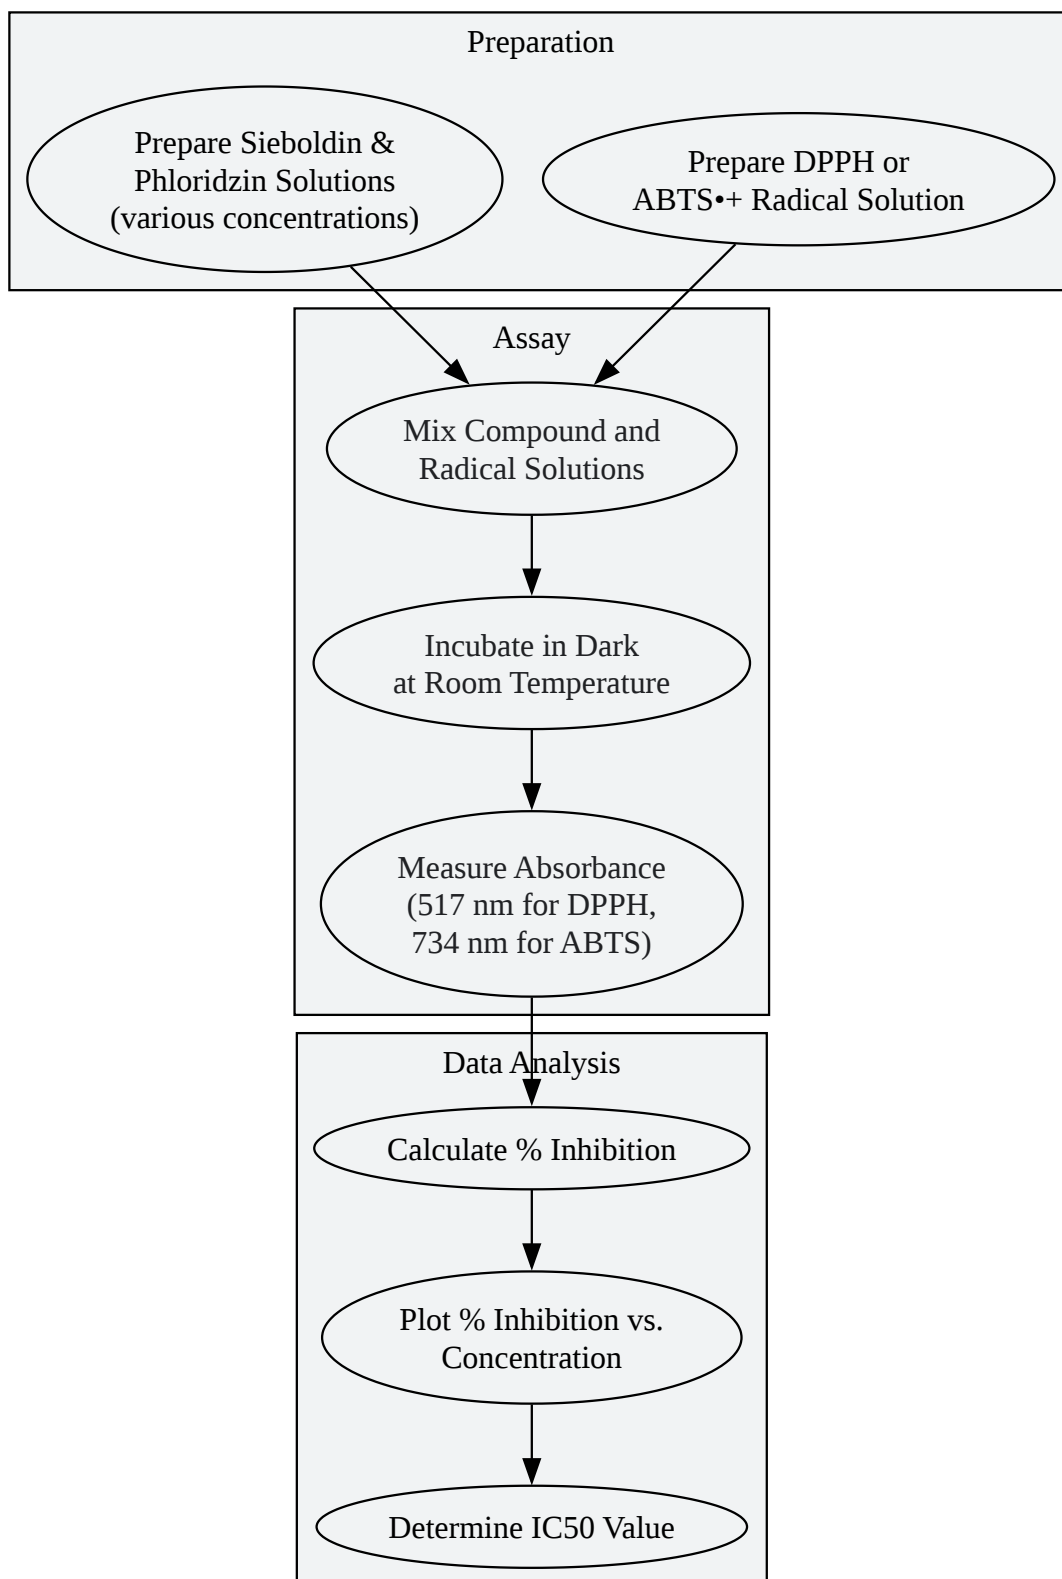 Preparation
Prepare Sieboldin &
Phloridzin Solutions
(various concentrations)
Prepare DPPH or
ABTS•+ Radical Solution
Assay
Mix Compound and
Radical Solutions
Incubate in Dark
at Room Temperature
Measure Absorbance
(517 nm for DPPH,
734 nm for ABTS)
Data Analysis
Calculate % Inhibition
Plot % Inhibition vs.
Concentration
Determine IC50 Value